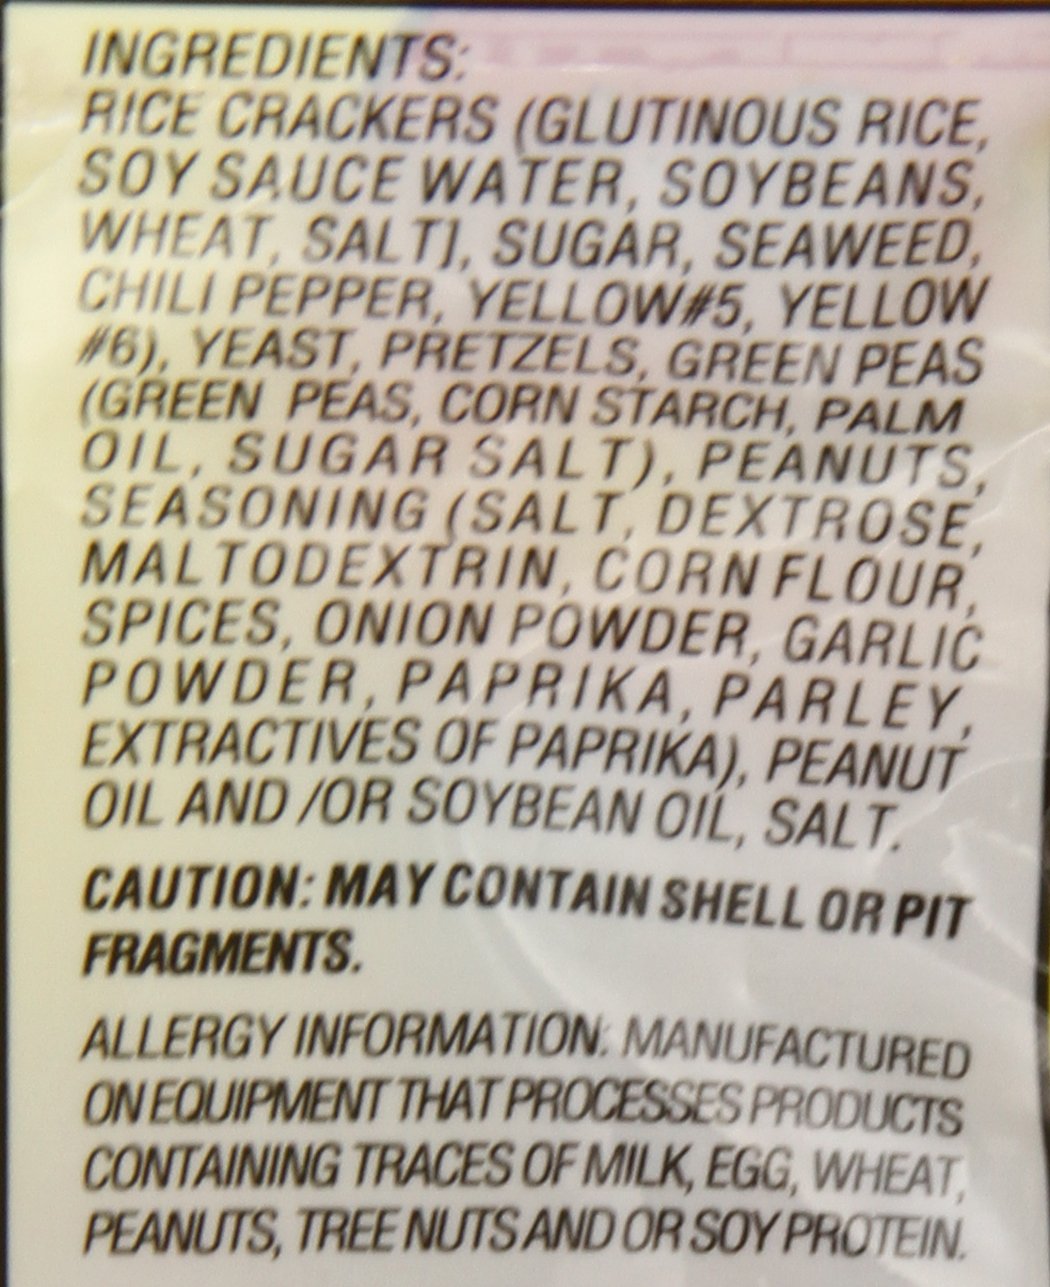 INGREDIENTS:
RICE CRACKERS (GLUTINOUS RICE,
SOY SAUCE WATER, SOYBEANS,
WHEAT, SALT], SUGAR, SEAWEED,
CHILI PEPPER, YELLOW#5, YELLOW
#6), YEAST, PRETZELS, GREEN PEAS
(GREEN PEAS, CORN STARCH, PALM
OIL, SUGAR SALT), PEANUTS,
SEASONING (SALT, DEXTROSE,
MALTODEXTRIN, CORN FLOUR,
SPICES, ONION POWDER, GARLIC
POWDER, PAPRIKA, PARLEY,
EXTRACTIVES OF PAPRIKA), PEANUT
OIL AND /OR SOYBEAN OIL, SALT.
CAUTION: MAY CONTAIN SHELL OR PIT
FRAGMENTS.
ALLERGY INFORMATION: MANUFACTURED
ON EQUIPMENT THAT PROCESSES PRODUCTS
CONTAINING TRACES OF MILK, EGG, WHEAT,
PEANUTS, TREE NUTS AND OR SOY PROTEIN.